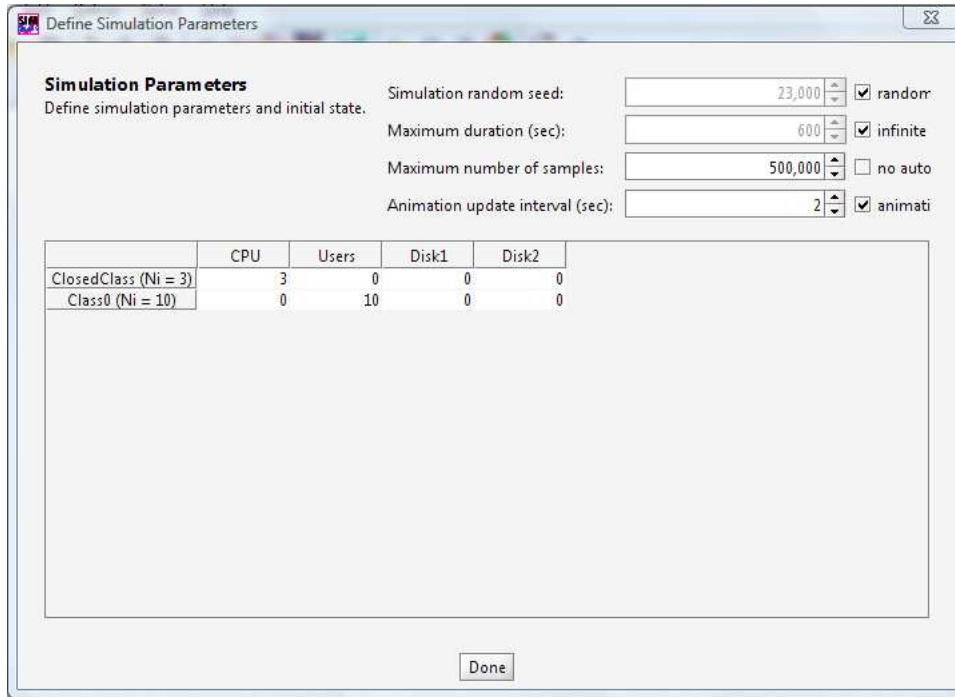 Define Simulation Parameters
Simulation Parameters
Define simulation parameters and initial state.
Simulation random seed: 23,000 random
Maximum duration (sec): 600 infinite
Maximum number of samples: 500,000 no auto
Animation update interval (sec): 2 animati
CPU Users Disk1 Disk2
ClosedClass (Ni = 3) 3 0 0 0
Class0 (Ni = 10) 0 10 0 0
Done